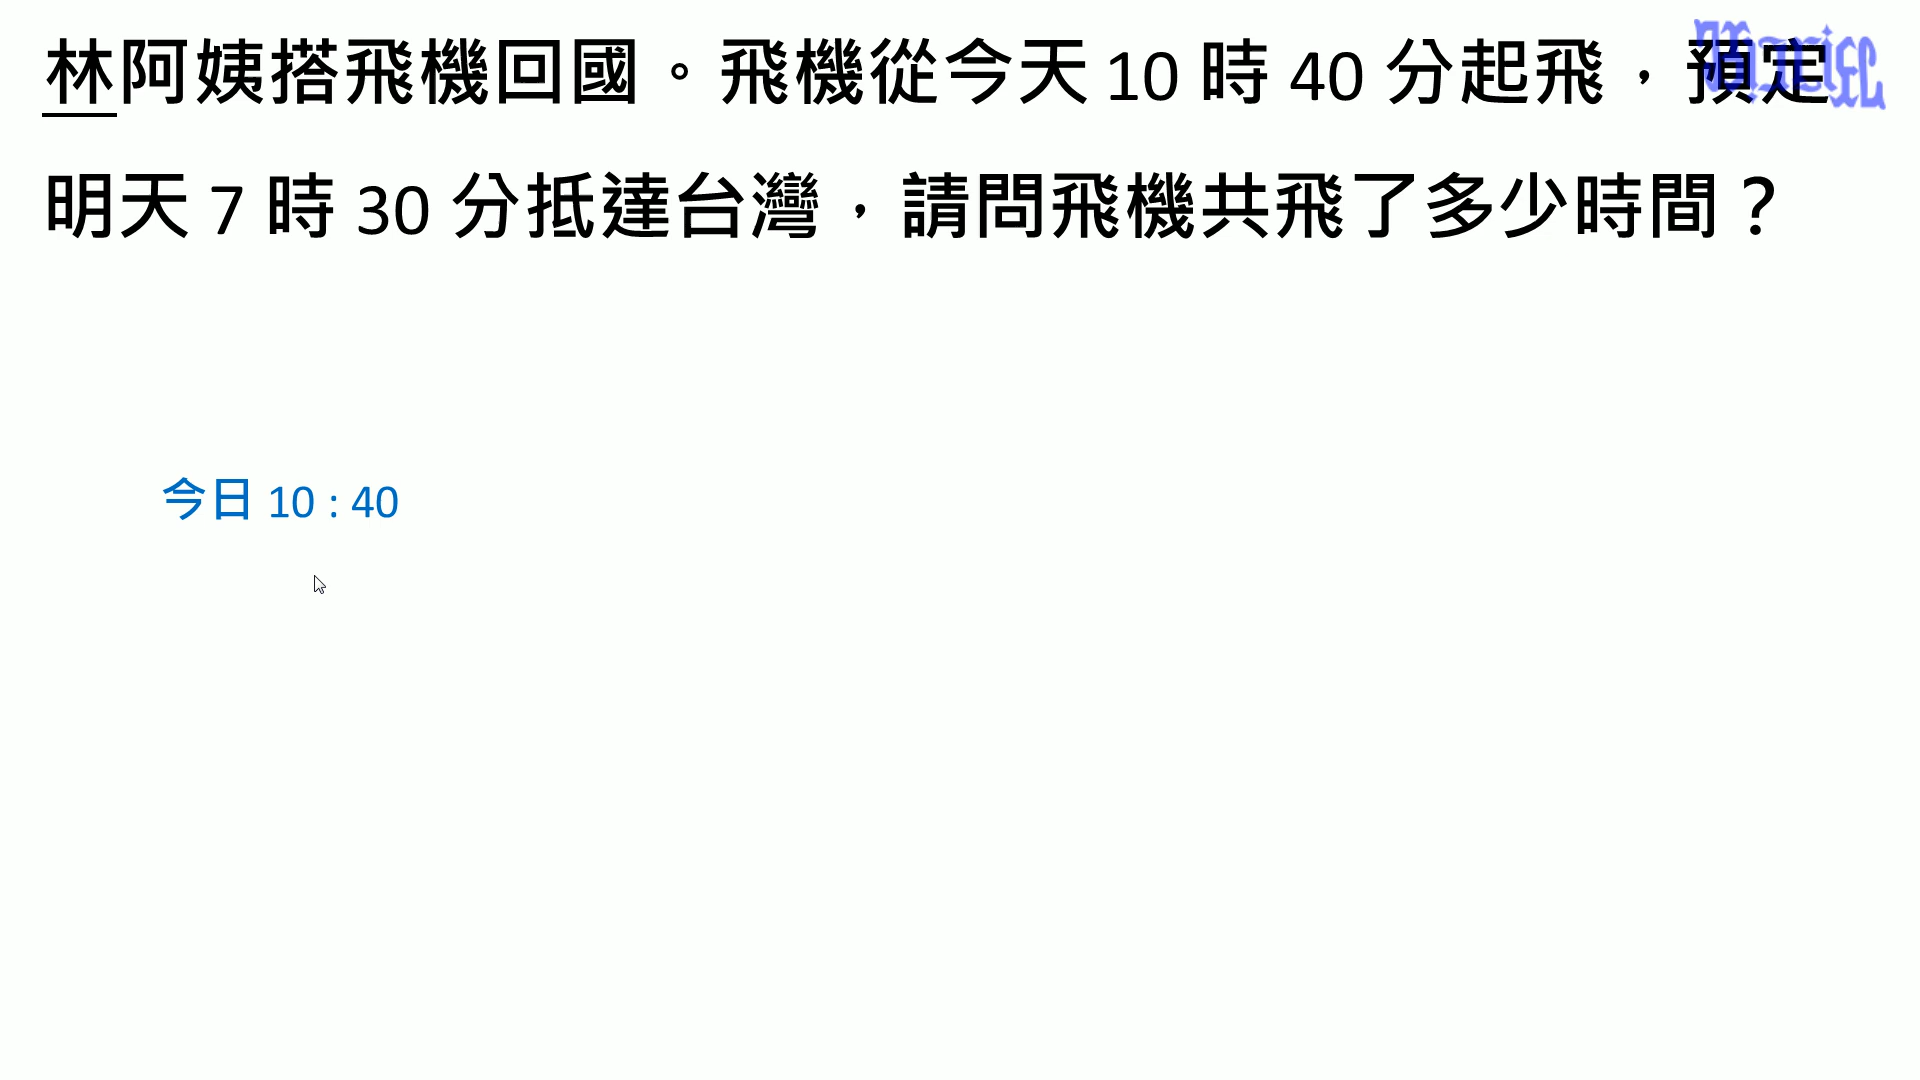 林阿姨搭飛機回國。飛機從今天 10 時 40 分起飛，預定
明天 7 時 30 分抵達台灣，請問飛機共飛了多少時間？
今日 10 : 40